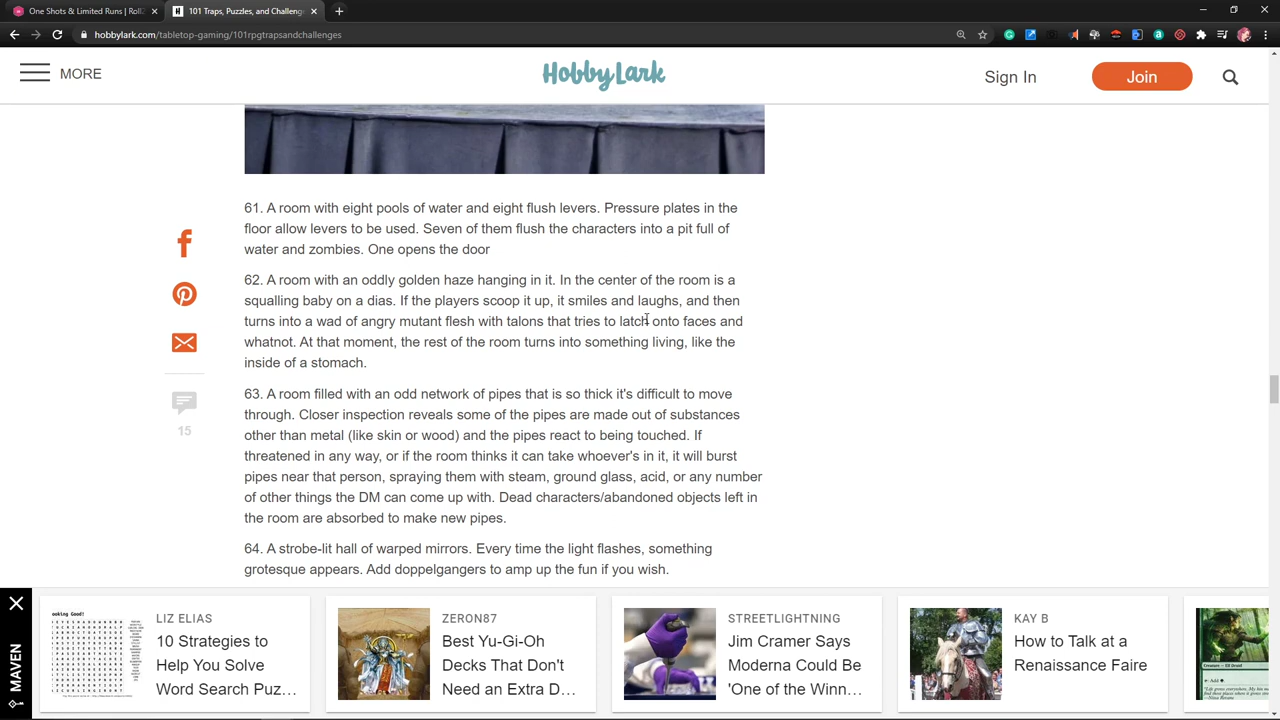 One Shots & Limited Runs | Roll2
101 Traps, Puzzles, and Challeng
hobbylark.com/tabletop-gaming/101rpgtrapsandchallenges
MORE
HobbyLark
Sign In
Join
61. A room with eight pools of water and eight flush levers. Pressure plates in the
floor allow levers to be used. Seven of them flush the characters into a pit full of
water and zombies. One opens the door
62. A room with an oddly golden haze hanging in it. In the center of the room is a
squalling baby on a dias. If the players scoop it up, it smiles and laughs, and then
turns into a wad of angry mutant flesh with talons that tries to latch onto faces and
whatnot. At that moment, the rest of the room turns into something living, like the
inside of a stomach.
63. A room filled with an odd network of pipes that is so thick it's difficult to move
through. Closer inspection reveals some of the pipes are made out of substances
other than metal (like skin or wood) and the pipes react to being touched. If
threatened in any way, or if the room thinks it can take whoever's in it, it will burst
pipes near that person, spraying them with steam, ground glass, acid, or any number
of other things the DM can come up with. Dead characters/abandoned objects left in
the room are absorbed to make new pipes.
64. A strobe-lit hall of warped mirrors. Every time the light flashes, something
grotesque appears. Add doppelgangers to amp up the fun if you wish.
15
MAVEN
ooking Good!
LIZ ELIAS
10 Strategies to
Help You Solve
Word Search Puz...
ZERON87
Best Yu-Gi-Oh
Decks That Don't
Need an Extra D...
STREETLIGHTNING
Jim Cramer Says
Moderna Could Be
'One of the Winn...
KAY B
How to Talk at a
Renaissance Faire
Creature — Elf Druid